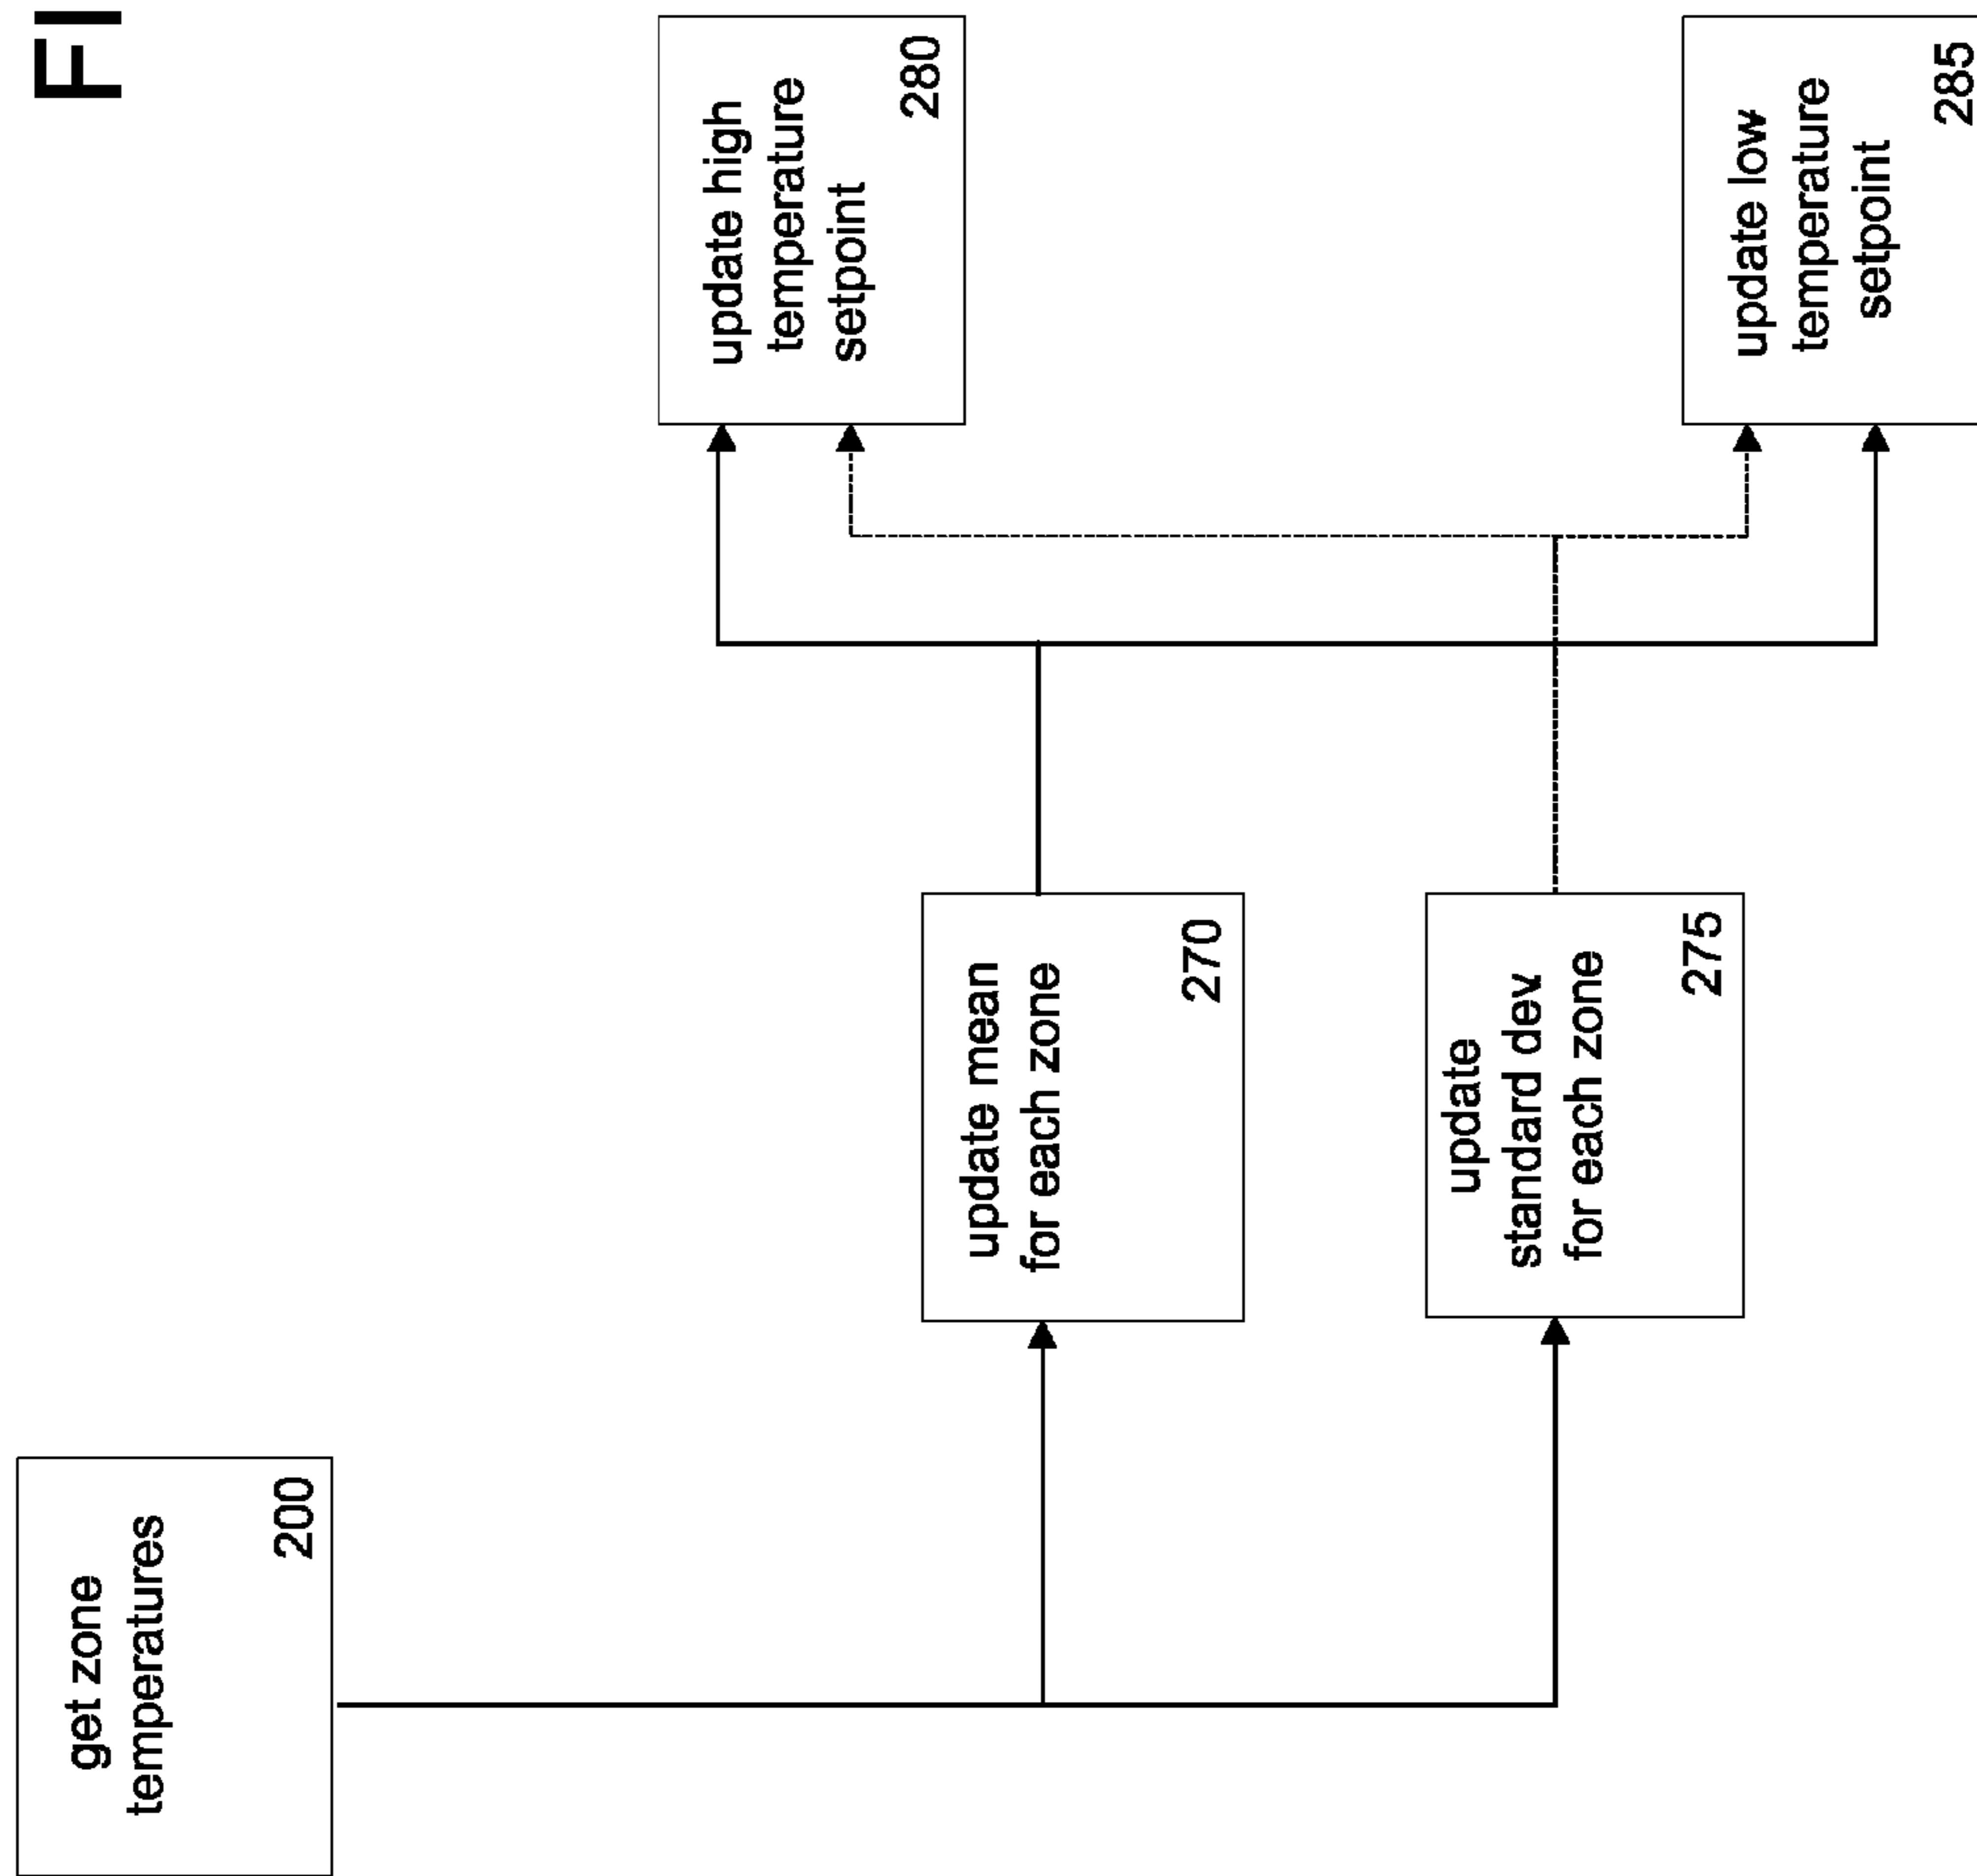 FI
get zone
temperatures
200
update mean
for each zone
270
update
standard dev.
for each zone
275
update high
temperature
setpoint
280
update low
temperature
setpoint
285